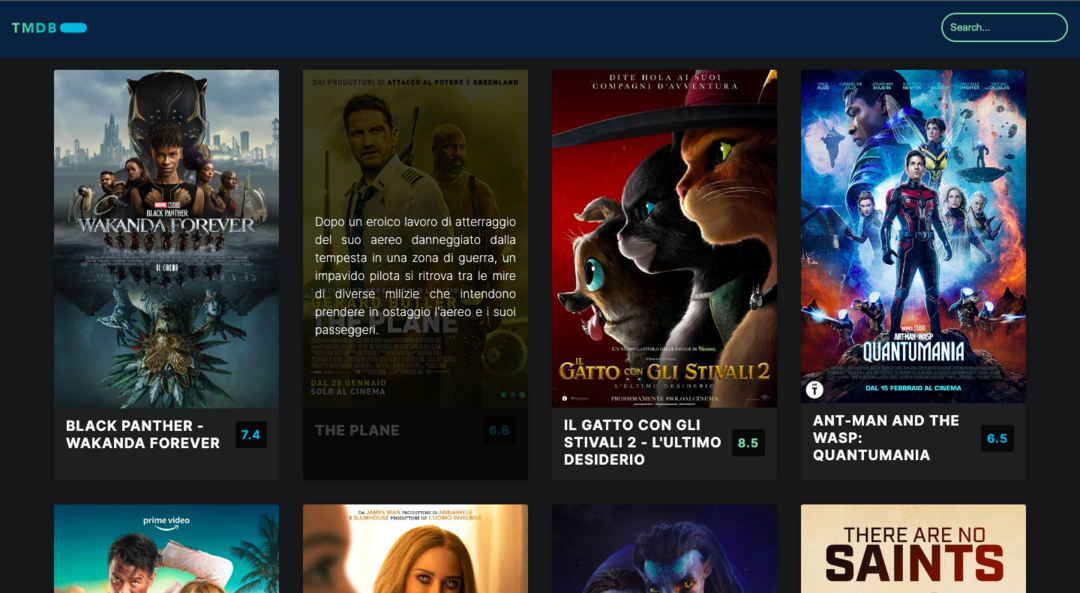 TMDB
Search...
MARVEL STUDIOS
BLACK PANTHER
WAKANDA FOREVER
BLACK PANTHER -
WAKANDA FOREVER
7.4
DAI PRODUTTORI DI ATTACCO AL POTERE E GREENLAND
Dopo un eroico lavoro di atterraggio
del suo aereo danneggiato dalla
tempesta in una zona di guerra, un
impavido pilota si ritrova tra le mire
di diverse milizie che intendono
prendere in ostaggio l'aereo e i suoi
passeggeri.
GERARD BUTLER
THE PLANE
DAL 25 GENNAIO
SOLO AL CINEMA
THE PLANE
6.8
DITE HOLA AI SUOI
COMPAGNI D'AVVENTURA
IL
GATTO CON GLI STIVALI 2
L'ULTIMO DESIDERIO
PROSSIMAMENTE #SOLOALCINEMA
IL GATTO CON GLI
STIVALI 2 - L'ULTIMO
DESIDERIO
8.5
MARVEL STUDIOS
ANT-MAN AND THE WASP
QUANTUMANIA
DAL 15 FEBBRAIO AL CINEMA
T
ANT-MAN AND THE
WASP:
QUANTUMANIA
6.5
prime video
DA JAMES WAN PRODUTTORE DI ANNABELLE
E BLUMHOUSE PRODUTTORE DI L'UOMO INVISIBILE
THERE ARE NO
SAINTS